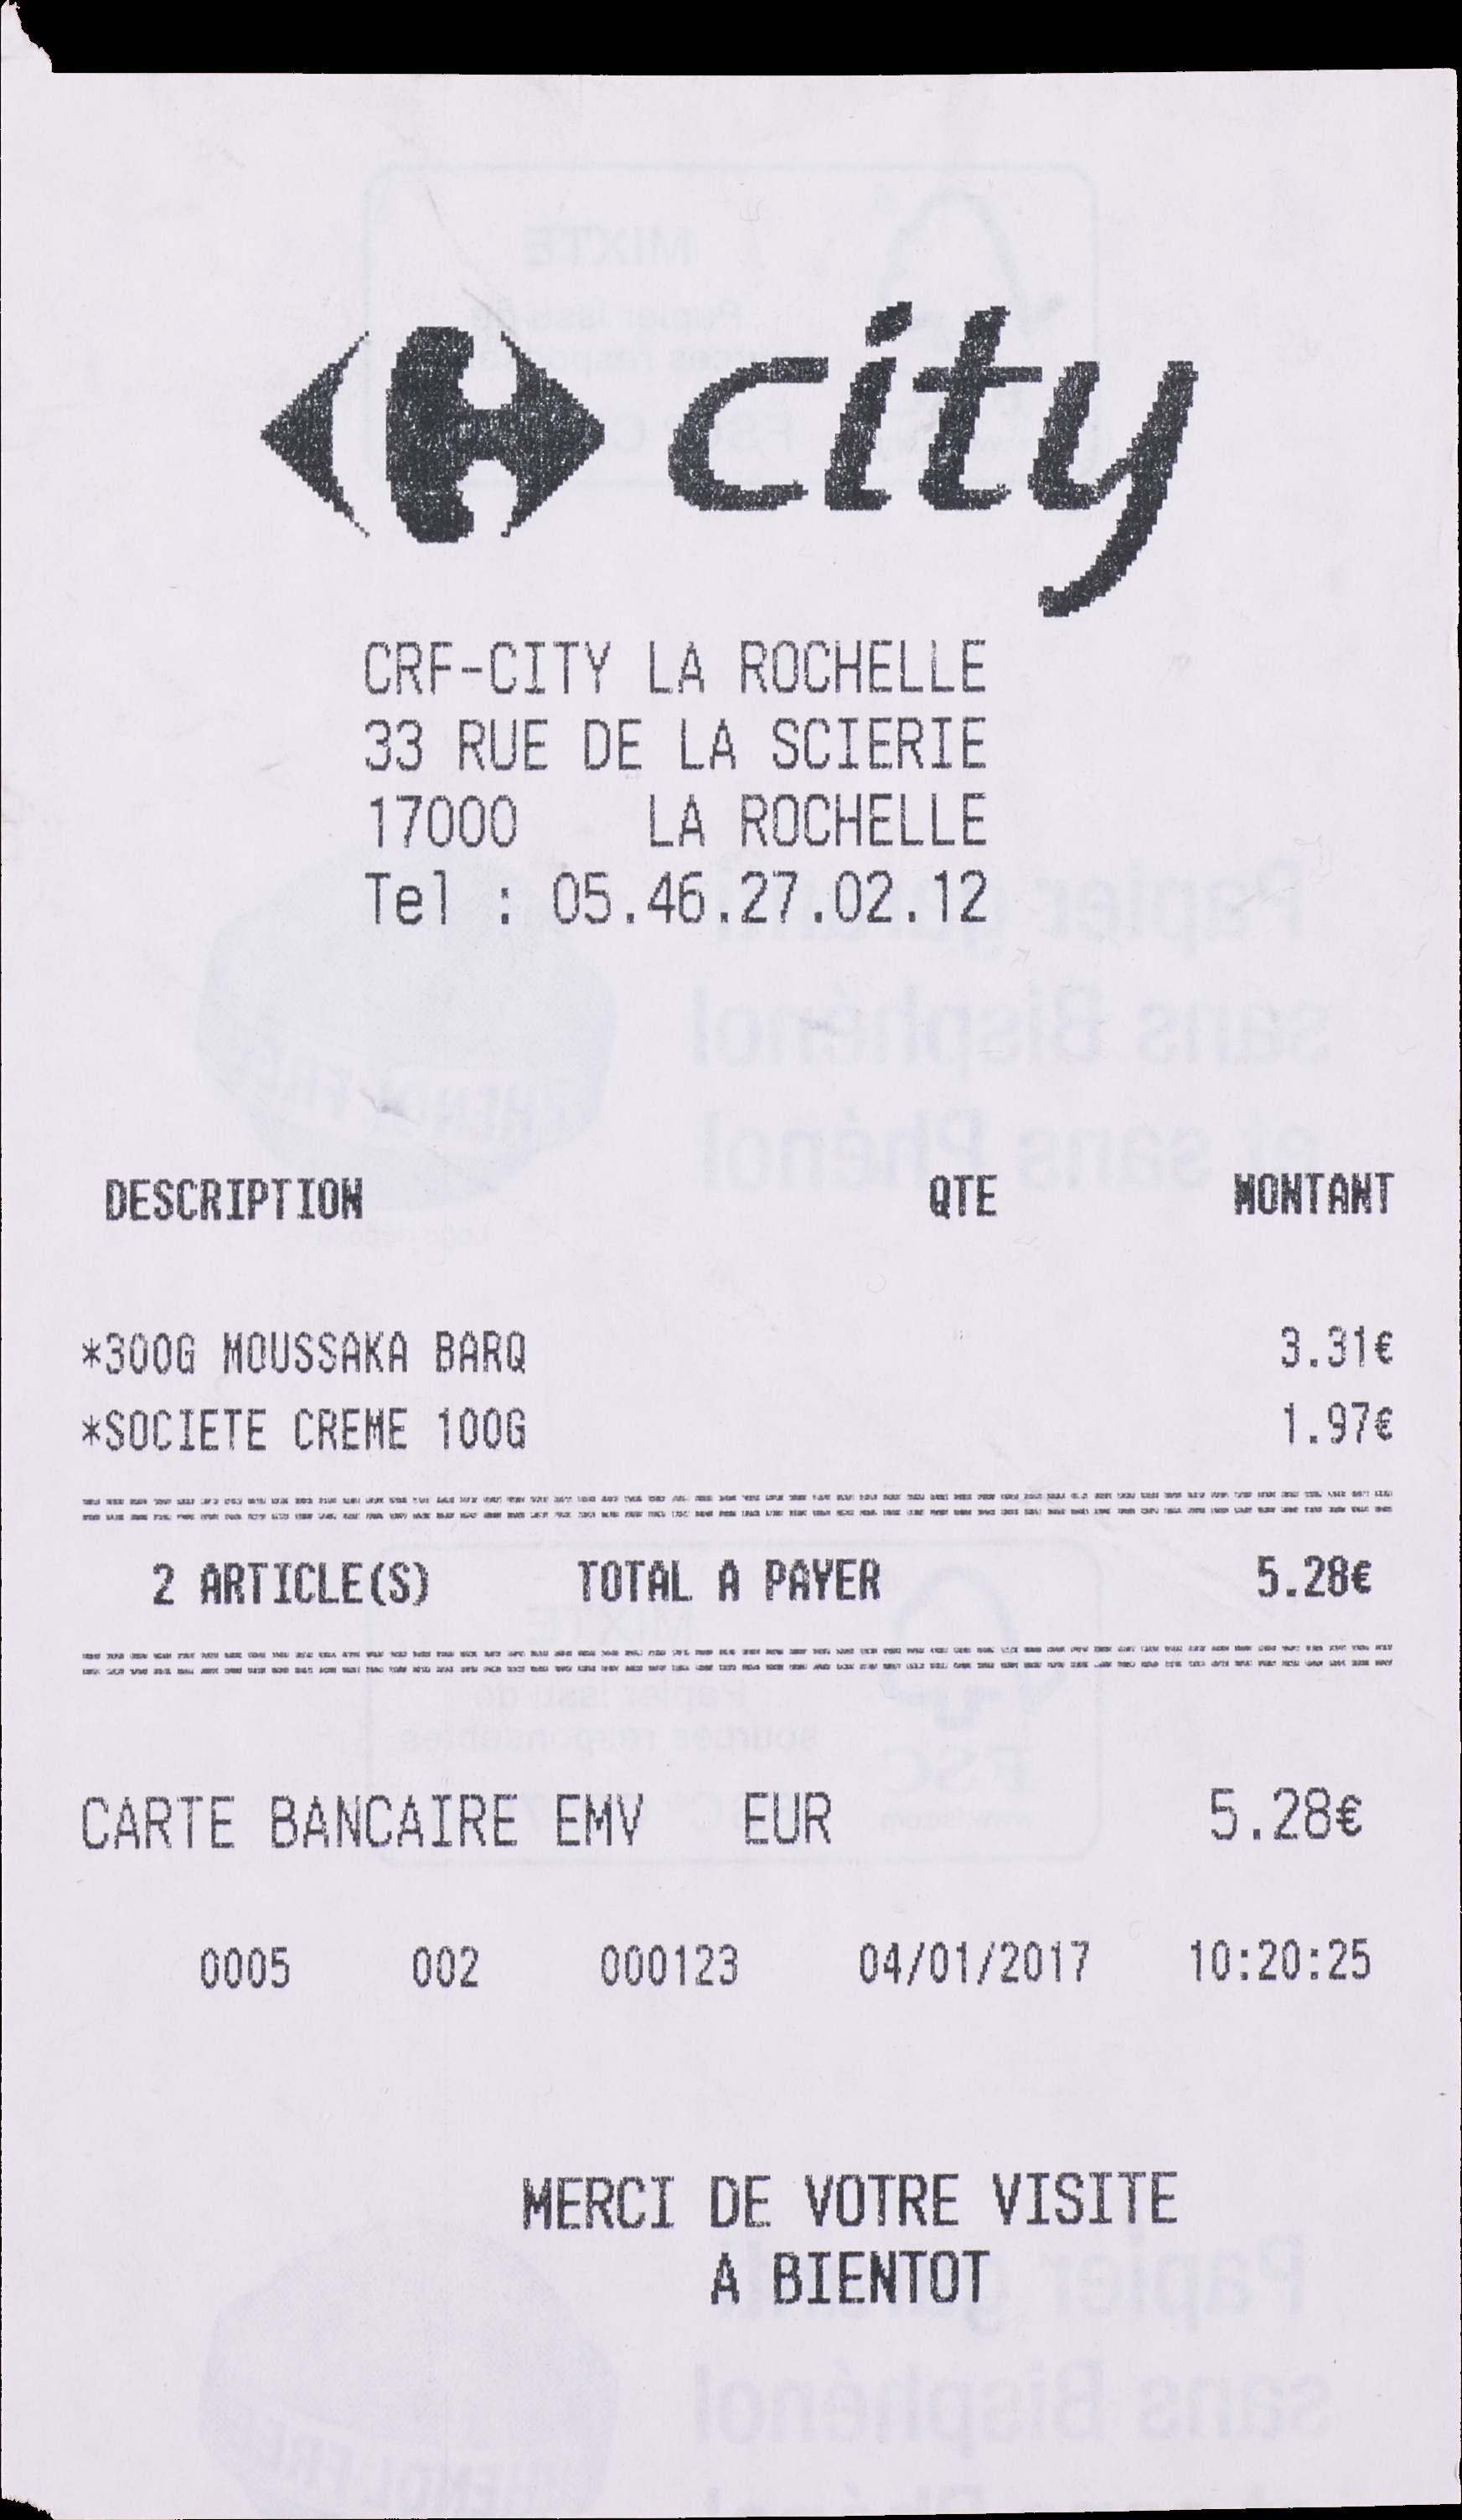 city
CRF-CITY LA ROCHELLE
33 RUE DE LA SCIERIE
17000 LA ROCHELLE
Tel : 05.46.27.02.12
DESCRIPTION QTE MONTANT
*300G MOUSSAKA BARQ 3.31€
*SOCIETE CREME 100G 1.97€
2 ARTICLE(S) TOTAL A PAYER 5.28€
CARTE BANCAIRE EMV EUR 5.28€
0005 002 000123 04/01/2017 10:20:25
MERCI DE VOTRE VISITE
A BIENTOT